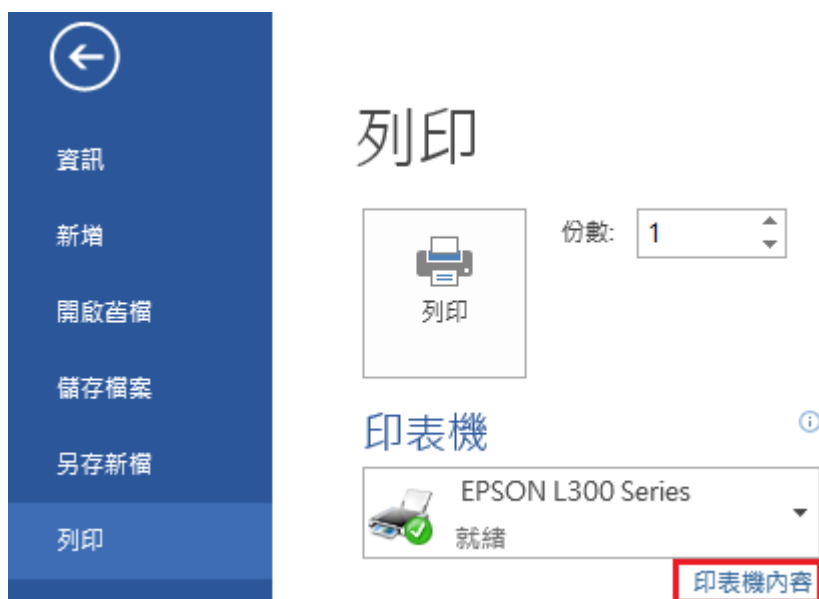 資訊
新增
開啟舊檔
儲存檔案
另存新檔
列印
列印
份數: 1
列印
印表機
EPSON L300 Series
就緒
印表機內容